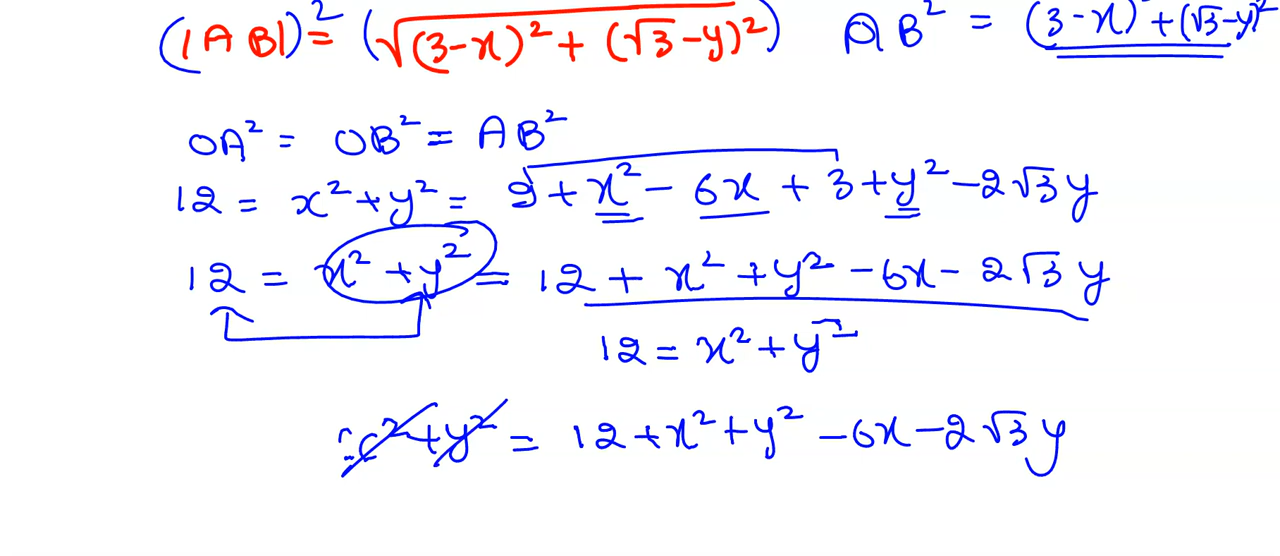 (|AB|)² = (√(3-x)² + (√3-y)²) AB² = (3-x) + (√3-y)²
OA² = OB² = AB²
12 = x² + y² = 9 + x² - 6x + 3 + y² - 2√3 y
12 = x² + y² = 12 + x² + y² - 6x - 2√3 y
12 = x² + y²
x² + y² = 12 + x² + y² - 6x - 2√3 y